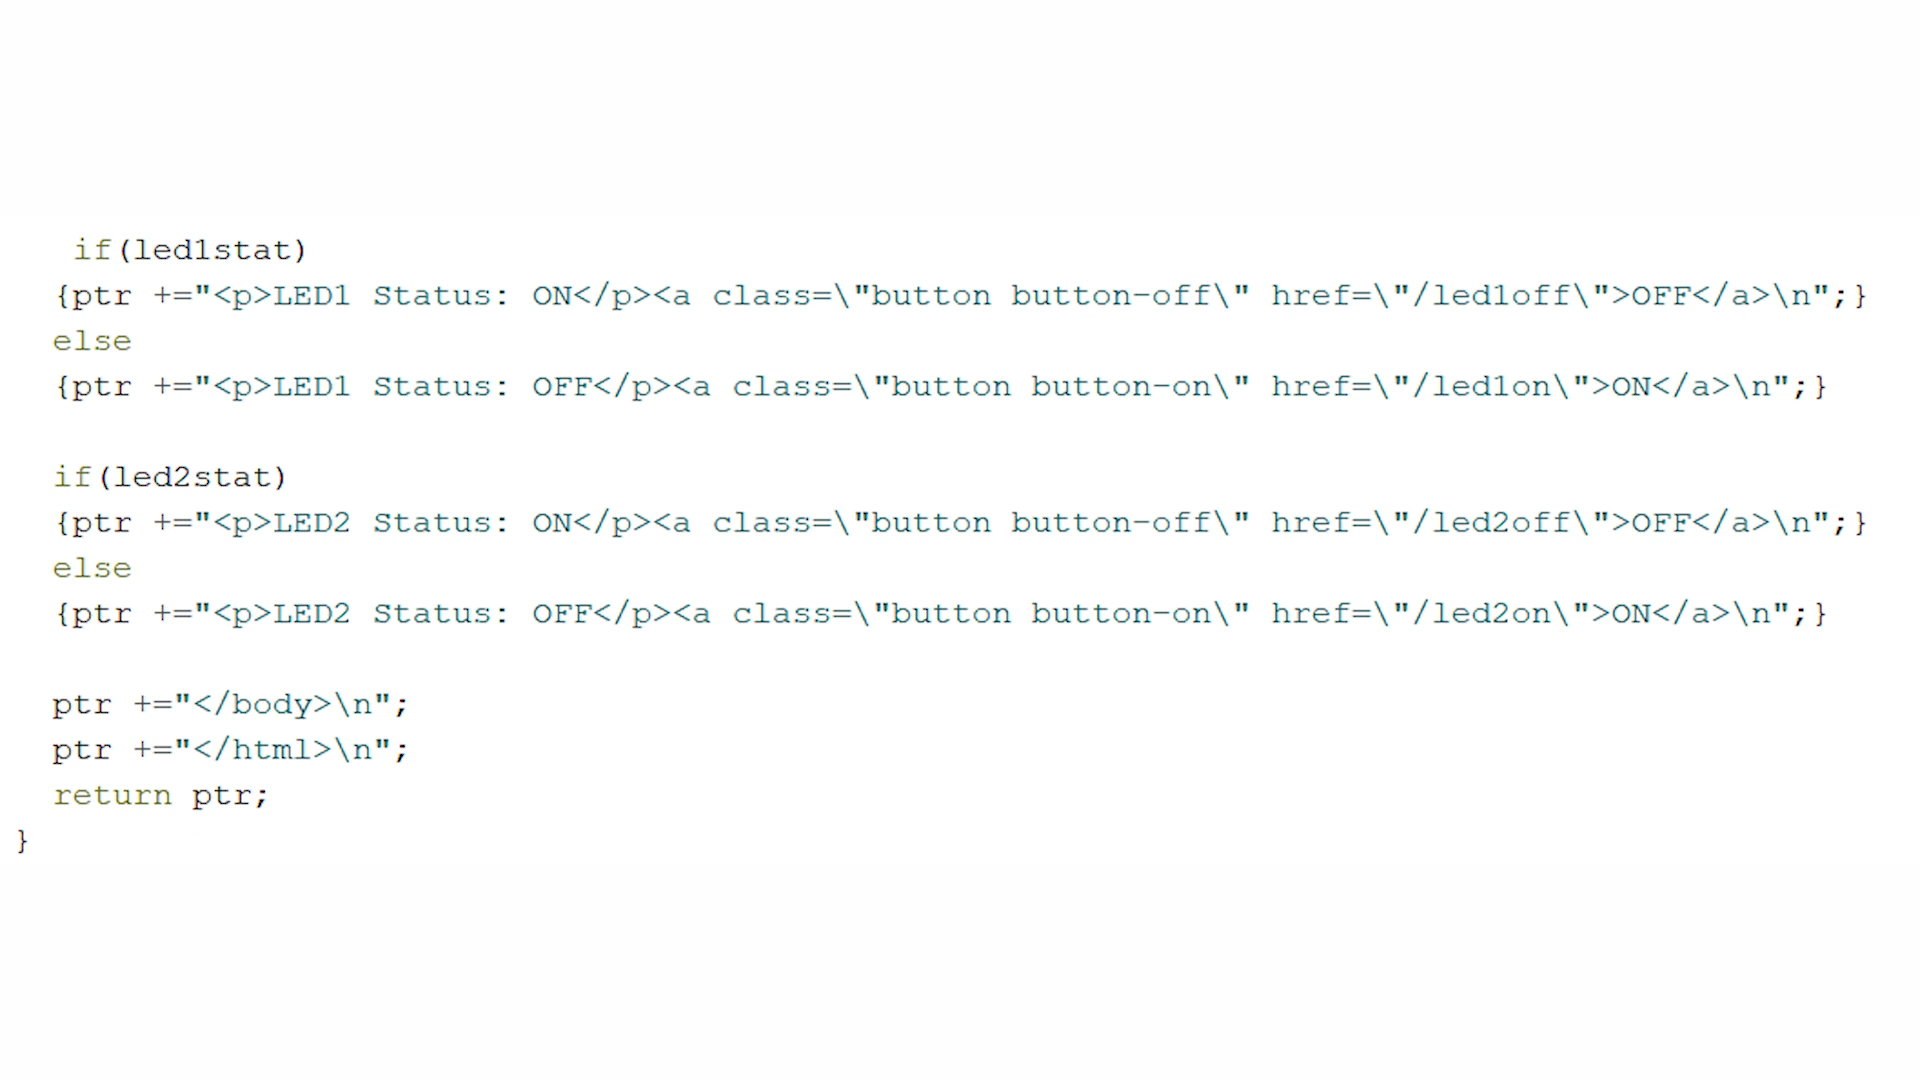 if(led1stat)
{ptr +="<p>LED1 Status: ON</p><a class=\"button button-off\" href=\"/led1off\">OFF</a>\n";}
else
{ptr +="<p>LED1 Status: OFF</p><a class=\"button button-on\" href=\"/led1on\">ON</a>\n";}
if(led2stat)
{ptr +="<p>LED2 Status: ON</p><a class=\"button button-off\" href=\"/led2off\">OFF</a>\n";}
else
{ptr +="<p>LED2 Status: OFF</p><a class=\"button button-on\" href=\"/led2on\">ON</a>\n";}
ptr +="</body>\n";
ptr +="</html>\n";
return ptr;
}